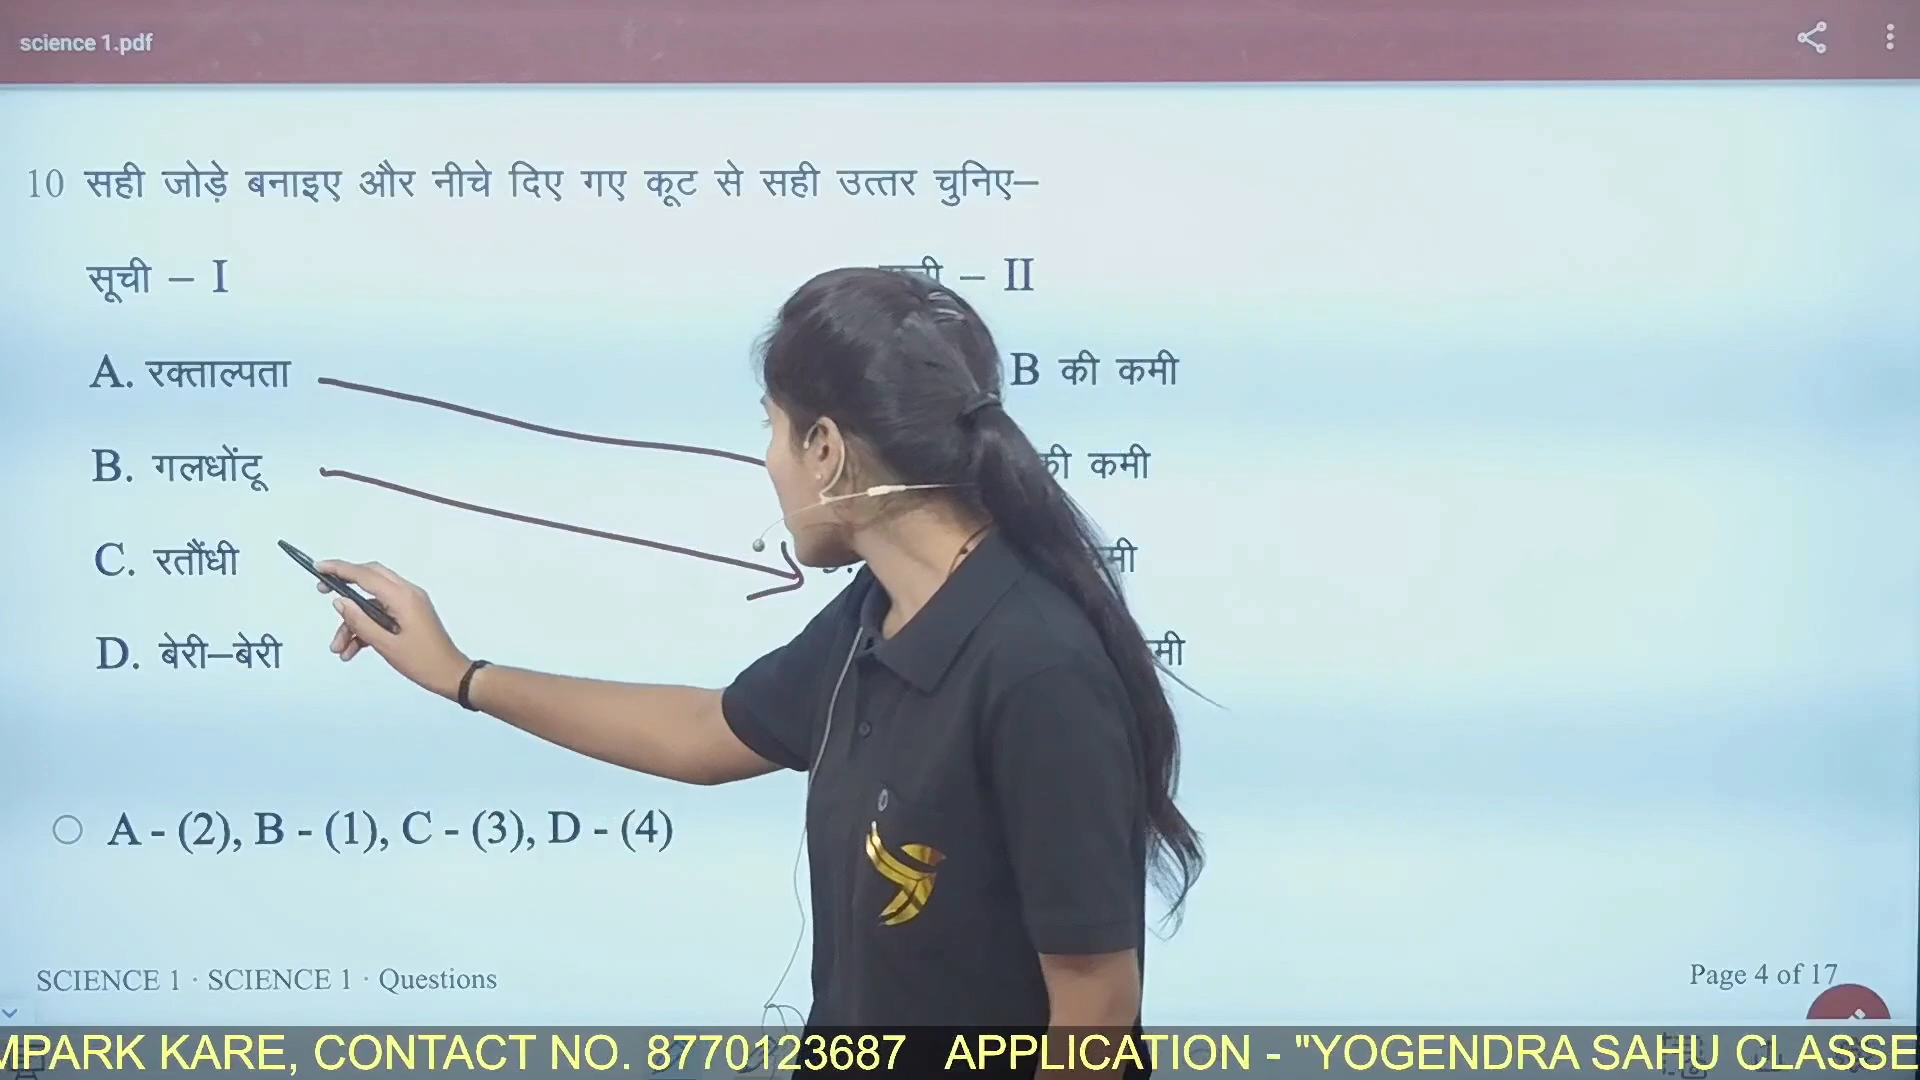 science 1.pdf
10 सही जोड़े बनाइए और नीचे दिए गए कूट से सही उत्तर चुनिए–
सूची – I
– II
A. रक्ताल्पता
B की कमी
B. गलधोंटू
की कमी
C. रतौंधी
D. बेरी–बेरी
A - (2), B - (1), C - (3), D - (4)
SCIENCE 1 · SCIENCE 1 · Questions
Page 4 of 17
MPARK KARE, CONTACT NO. 8770123687 APPLICATION - "YOGENDRA SAHU CLASSE